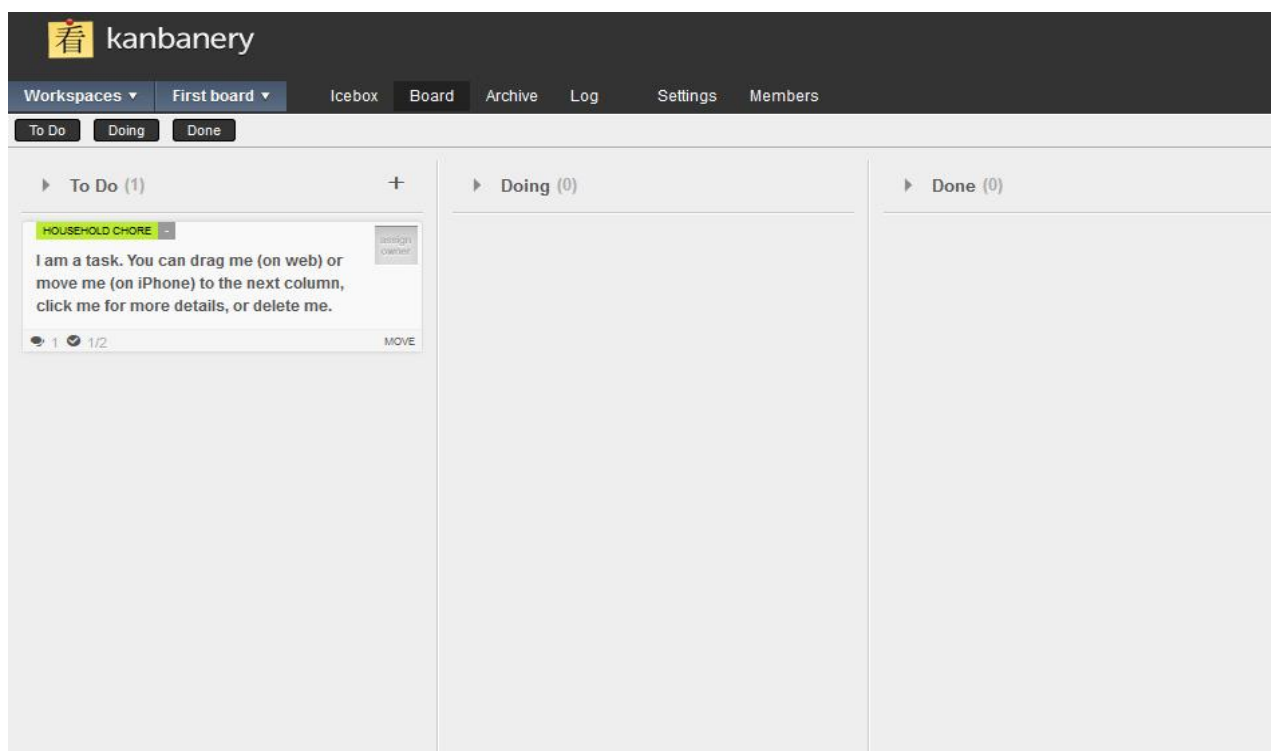 看 kanbanery
Workspaces ▾ First board ▾ Icebox Board Archive Log Settings Members
To Do Doing Done
To Do (1) +
Doing (0)
Done (0)
HOUSEHOLD CHORE -
assign
owner
I am a task. You can drag me (on web) or
move me (on iPhone) to the next column,
click me for more details, or delete me.
1 1/2 MOVE